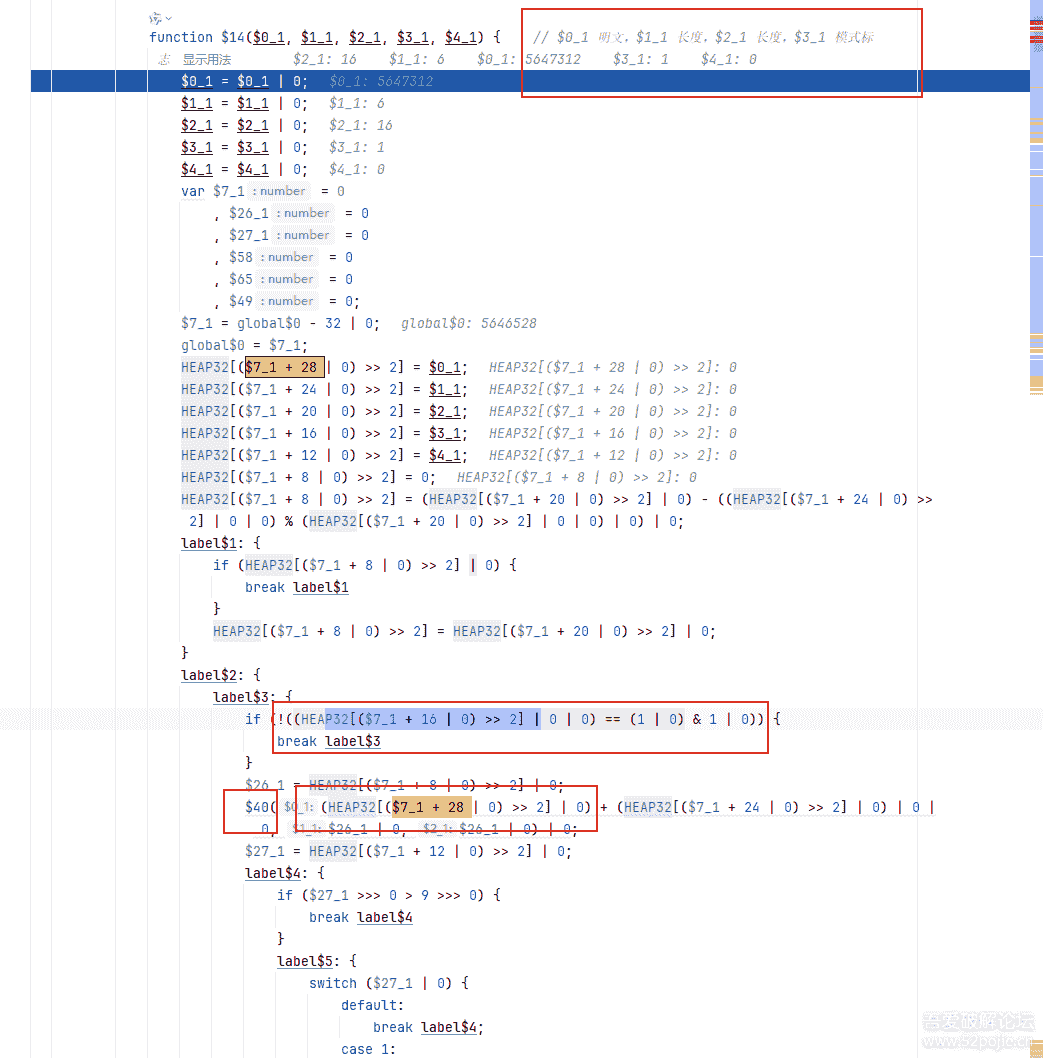 function $14($0_1, $1_1, $2_1, $3_1, $4_1) {    // $0_1 明文，$1_1 长度，$2_1 长度，$3_1 模式标
显示用法    $2_1: 16    $1_1: 6    $0_1: 5647312    $3_1: 1    $4_1: 0
$0_1 = $0_1 | 0;   $0_1: 5647312
$1_1 = $1_1 | 0;   $1_1: 6
$2_1 = $2_1 | 0;   $2_1: 16
$3_1 = $3_1 | 0;   $3_1: 1
$4_1 = $4_1 | 0;   $4_1: 0
var $7_1 : number = 0
, $26_1 : number = 0
, $27_1 : number = 0
, $58 : number = 0
, $65 : number = 0
, $49 : number = 0;
$7_1 = global$0 - 32 | 0;   global$0: 5646528
global$0 = $7_1;
HEAP32[($7_1 + 28 | 0) >> 2] = $0_1;   HEAP32[($7_1 + 28 | 0) >> 2]: 0
HEAP32[($7_1 + 24 | 0) >> 2] = $1_1;   HEAP32[($7_1 + 24 | 0) >> 2]: 0
HEAP32[($7_1 + 20 | 0) >> 2] = $2_1;   HEAP32[($7_1 + 20 | 0) >> 2]: 0
HEAP32[($7_1 + 16 | 0) >> 2] = $3_1;   HEAP32[($7_1 + 16 | 0) >> 2]: 0
HEAP32[($7_1 + 12 | 0) >> 2] = $4_1;   HEAP32[($7_1 + 12 | 0) >> 2]: 0
HEAP32[($7_1 + 8 | 0) >> 2] = 0;   HEAP32[($7_1 + 8 | 0) >> 2]: 0
HEAP32[($7_1 + 8 | 0) >> 2] = (HEAP32[($7_1 + 20 | 0) >> 2] | 0) - ((HEAP32[($7_1 + 24 | 0) >>
2] | 0 | 0) % (HEAP32[($7_1 + 20 | 0) >> 2] | 0 | 0) | 0) | 0;
label$1: {
if (HEAP32[($7_1 + 8 | 0) >> 2] | 0) {
break label$1
}
HEAP32[($7_1 + 8 | 0) >> 2] = HEAP32[($7_1 + 20 | 0) >> 2] | 0;
}
label$2: {
label$3: {
if (!((HEAP32[($7_1 + 16 | 0) >> 2] | 0 | 0) == (1 | 0) & 1 | 0)) {
break label$3
}
$26_1 = HEAP32[($7_1 + 8 | 0) >> 2] | 0;
$40( $0_1: (HEAP32[($7_1 + 28 | 0) >> 2] | 0) + (HEAP32[($7_1 + 24 | 0) >> 2] | 0) | 0 |
0, $1_1: $26_1 | 0, $2_1: $26_1 | 0) | 0;
$27_1 = HEAP32[($7_1 + 12 | 0) >> 2] | 0;
label$4: {
if ($27_1 >>> 0 > 9 >>> 0) {
break label$4
}
label$5: {
switch ($27_1 | 0) {
default:
break label$4;
case 1:
吾爱破解论坛
www.52pojie.cn